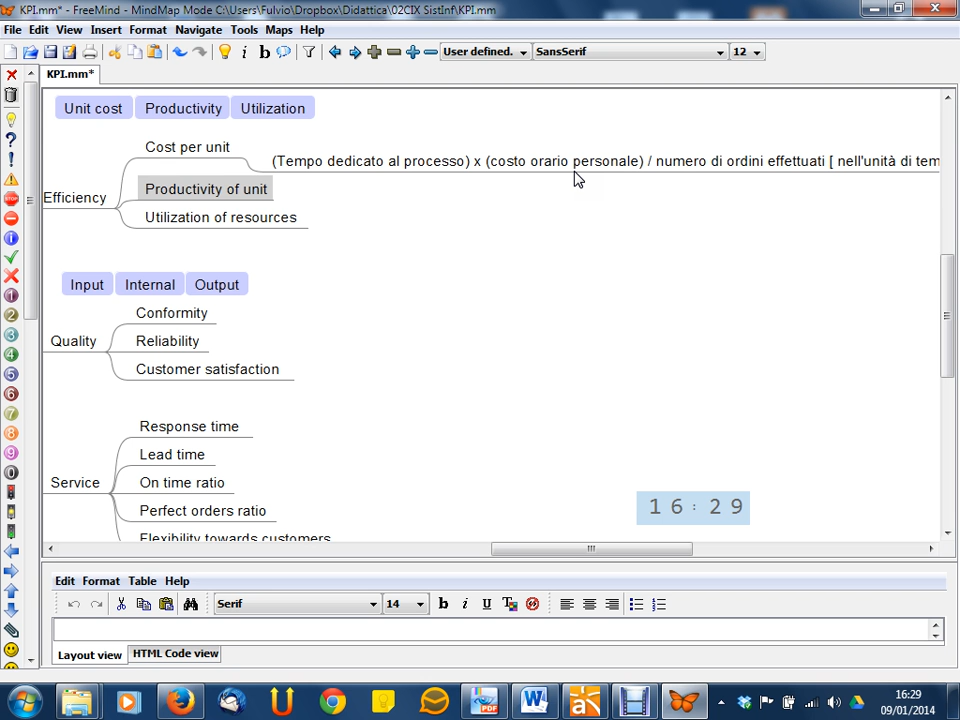 KPI.mm* - FreeMind - MindMap Mode C:\Users\Fulvio\Dropbox\Didattica\02CIX SistInf\KPI.mm
File Edit View Insert Format Navigate Tools Maps Help
User defined. SansSerif 12
KPI.mm*
Unit cost Productivity Utilization
Cost per unit
(Tempo dedicato al processo) x (costo orario personale) / numero di ordini effettuati [ nell'unità di tem
Productivity of unit
Efficiency
Utilization of resources
Input Internal Output
Conformity
Quality
Reliability
Customer satisfaction
Response time
Lead time
Service
On time ratio
Perfect orders ratio
16:29
Flexibility towards customers
Edit Format Table Help
Serif 14
Layout view HTML Code view
16:29
09/01/2014